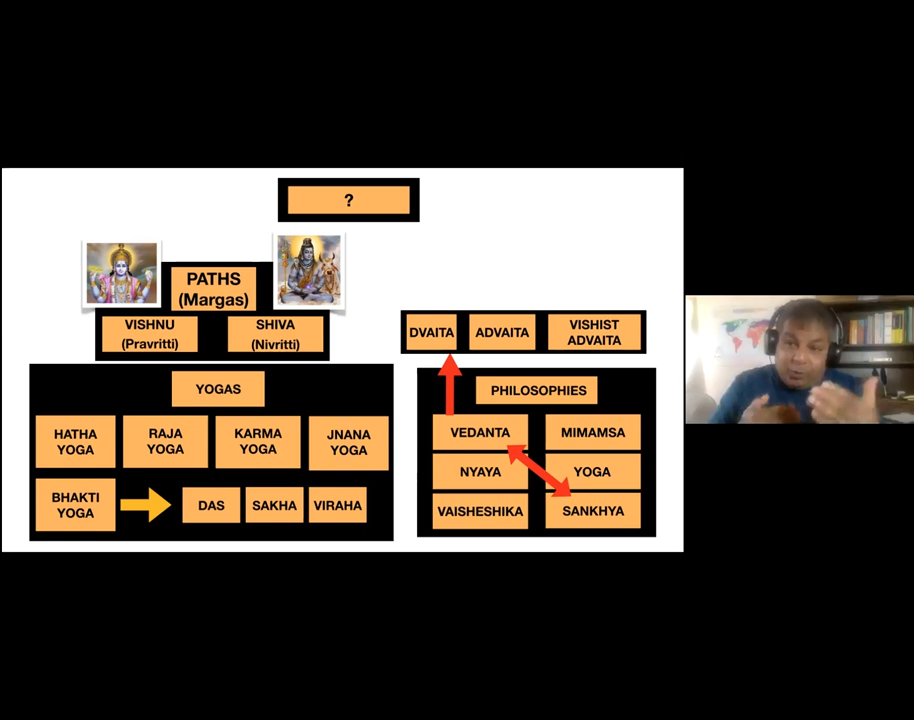 ?
PATHS
(Margas)
VISHNU
(Pravritti)
SHIVA
(Nivritti)
YOGAS
HATHA
YOGA
RAJA
YOGA
KARMA
YOGA
JNANA
YOGA
BHAKTI
YOGA
DAS
SAKHA
VIRAHA
DVAITA
ADVAITA
VISHIST
ADVAITA
PHILOSOPHIES
VEDANTA
MIMAMSA
NYAYA
YOGA
VAISHESHIKA
SANKHYA